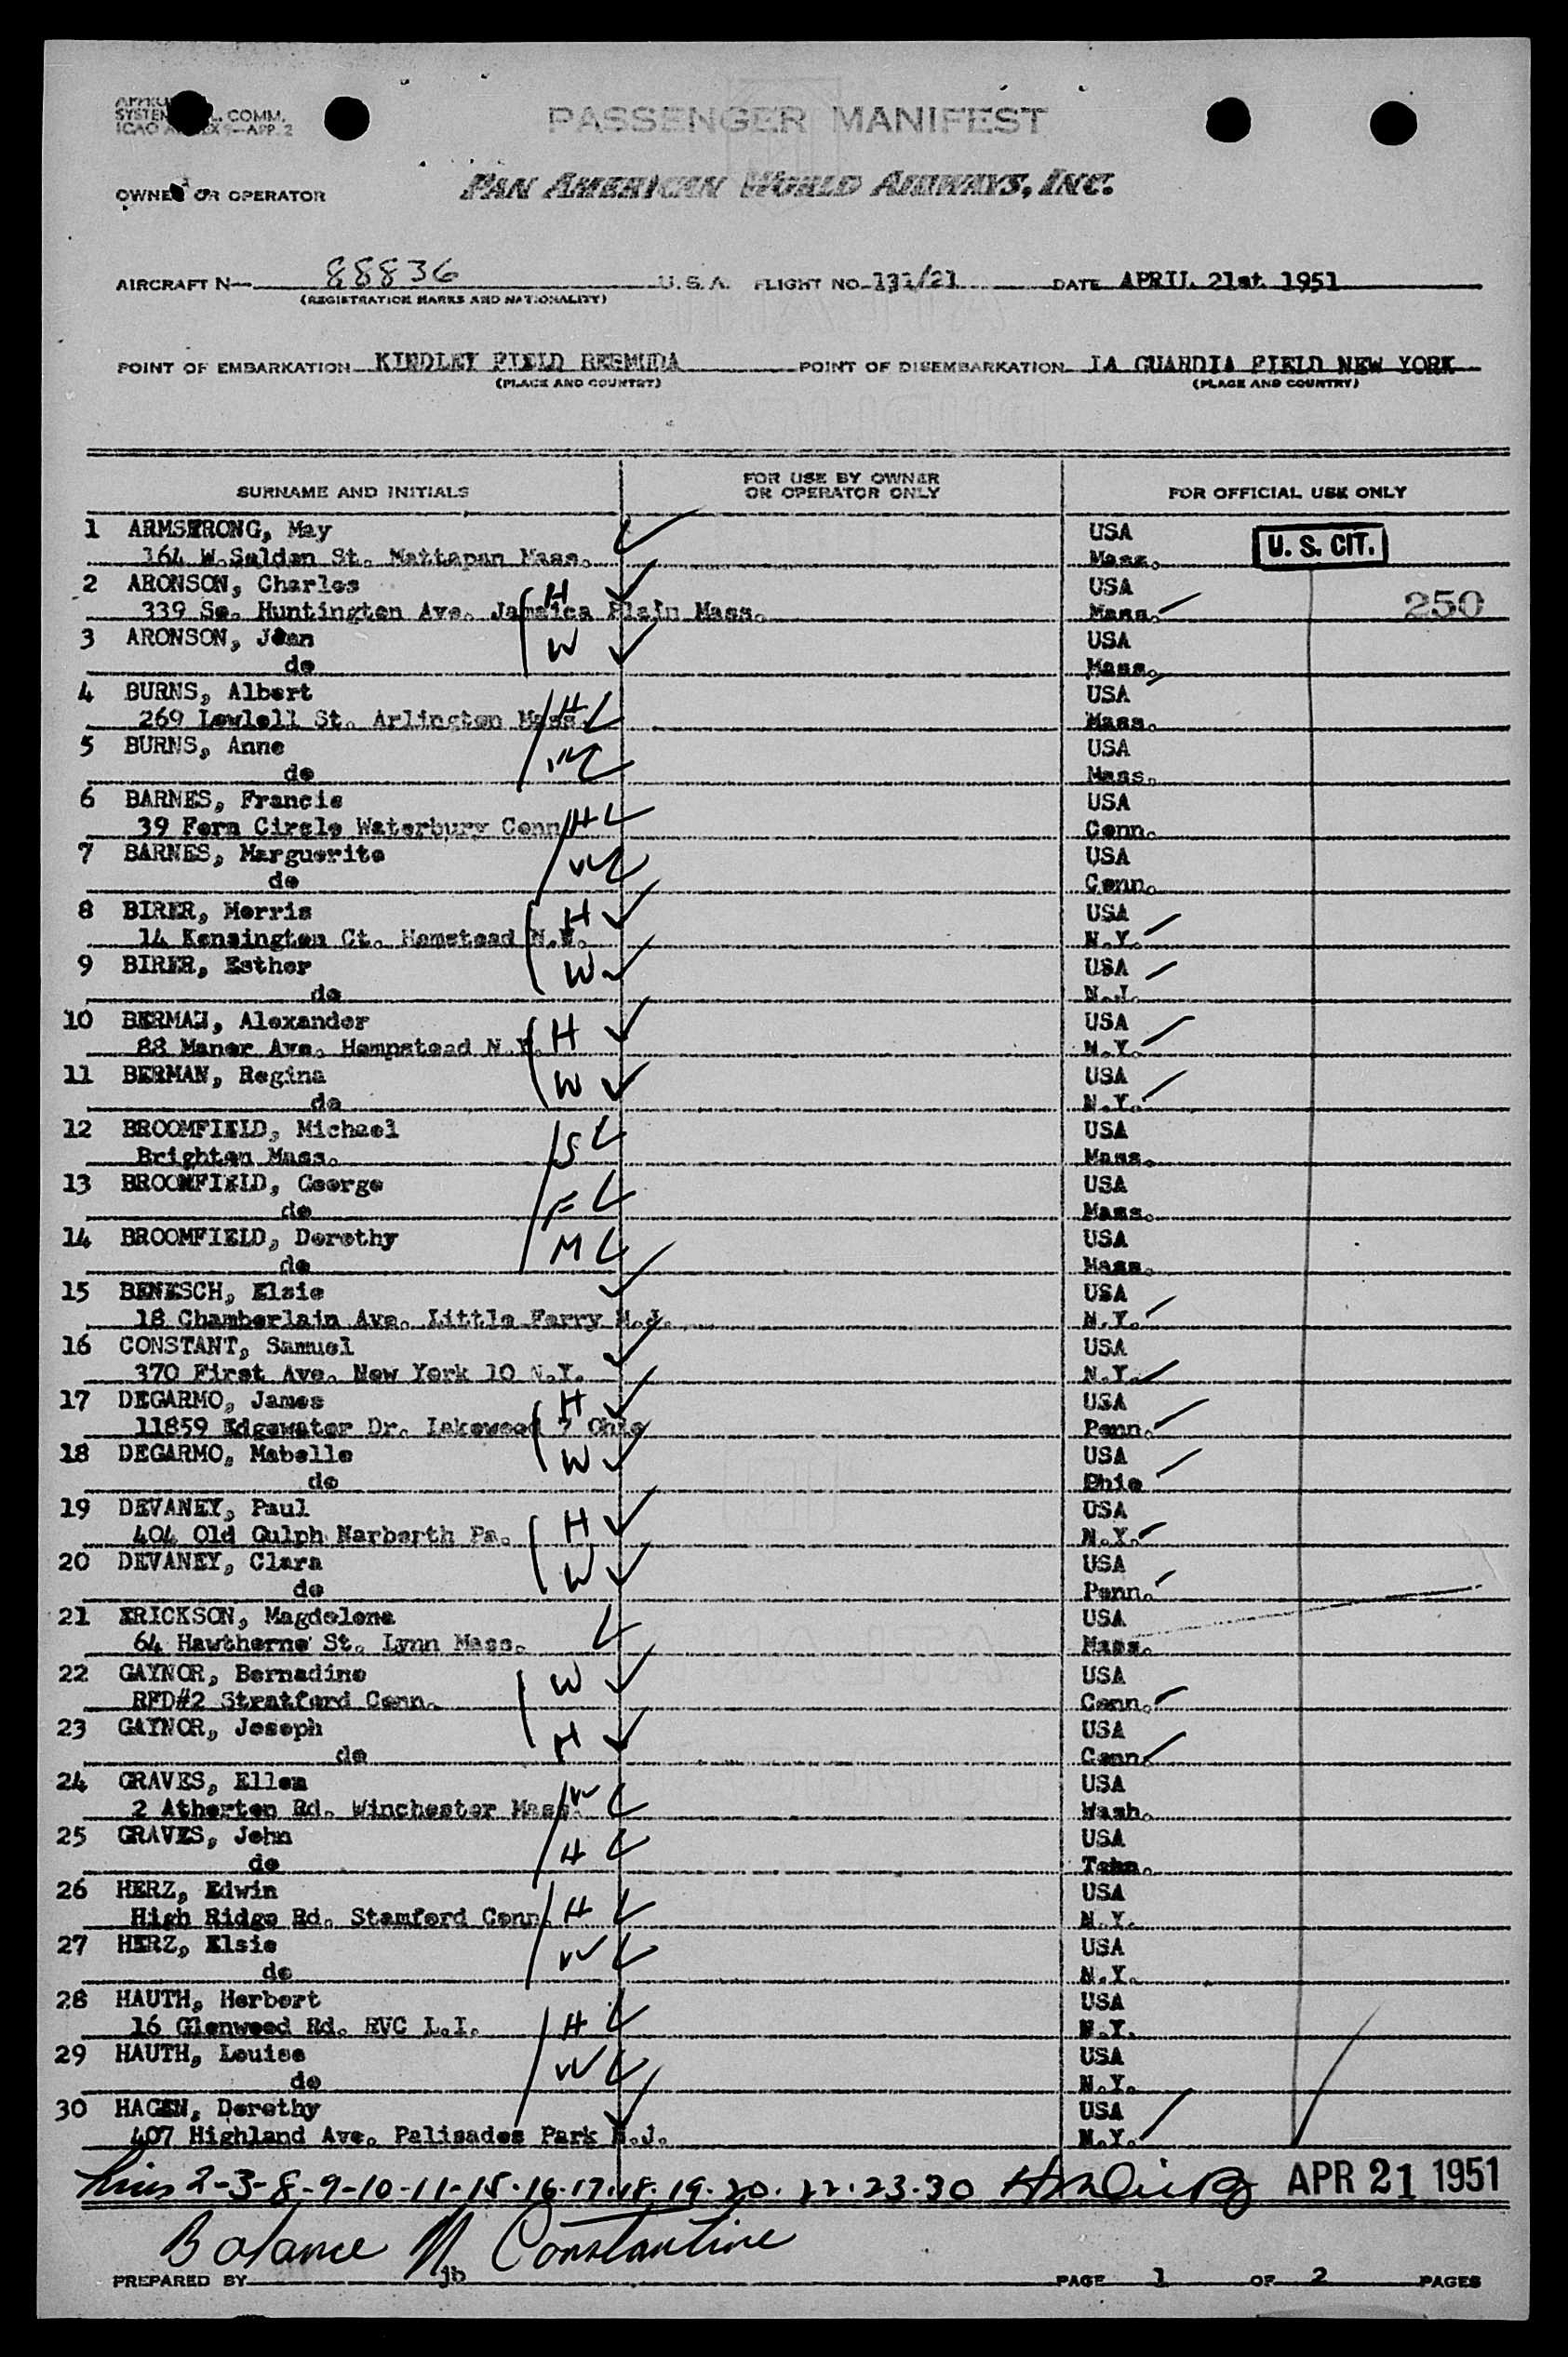 SYSTEM COMM.
ICAO ANNEX 9—APP. 2
PASSENGER MANIFEST
OWNER OR OPERATOR
PAN AMERICAN WORLD AIRWAYS, INC.
AIRCRAFT N— 88836 U.S.A. FLIGHT NO. 131/21 DATE APRIL 21st 1951
(REGISTRATION MARKS AND NATIONALITY)
POINT OF EMBARKATION KINDLEY FIELD BERMUDA POINT OF DISEMBARKATION LA GUARDIA FIELD NEW YORK
(PLACE AND COUNTRY) (PLACE AND COUNTRY)
SURNAME AND INITIALS FOR USE BY OWNER OR OPERATOR ONLY FOR OFFICIAL USE ONLY
1 ARMSTRONG, May USA U. S. CIT.
164 W.Selden St. Mattapan Mass. Mass.
2 ARONSON, Charles H USA
339 So. Huntington Ave. Jamaica Plain Mass. Mass. 250
3 ARONSON, Jean W USA
do Mass.
4 BURNS, Albert H USA
269 Lowlell St. Arlington Mass. Mass.
5 BURNS, Anne W USA
do Mass.
6 BARNES, Francis H USA
39 Fern Circle Waterbury Conn Conn.
7 BARNES, Marguerite W USA
do Conn.
8 BIRER, Morris H USA
14 Kensington Ct. Hemstead N.Y. N.Y.
9 BIRER, Esther W USA
do N.J.
10 BERMAN, Alexander H USA
88 Manor Ave. Hempstead N.Y. N.Y.
11 BERMAN, Regina W USA
do N.Y.
12 BROOMFIELD, Michael S USA
Brighton Mass. Mass.
13 BROOMFIELD, George F USA
do Mass.
14 BROOMFIELD, Dorothy M USA
do Mass.
15 BENESCH, Elsie USA
18 Chamberlain Ave. Little Ferry N.J. N.Y.
16 CONSTANT, Samuel USA
370 First Ave. New York 10 N.Y. N.Y.
17 DEGARMO, James H USA
11859 Edgewater Dr. Lakewood 7 Ohio Penn.
18 DEGARMO, Mabelle W USA
do Ohio
19 DEVANEY, Paul H USA
404 Old Gulph Narberth Pa. N.Y.
20 DEVANEY, Clara W USA
do Penn.
21 ERICKSON, Magdelene USA
64 Hawthorne St. Lynn Mass. Mass.
22 GAYNOR, Bernadine W USA
RFD#2 Stratford Conn. Conn.
23 GAYNOR, Joseph H USA
do Conn.
24 GRAVES, Ellen W USA
2 Atherton Rd. Winchester Mass. Wash.
25 GRAVES, John H USA
do Tenn.
26 HERZ, Edwin H USA
High Ridge Rd. Stamford Conn. N.Y.
27 HERZ, Elsie W USA
do N.Y.
28 HAUTH, Herbert H USA
16 Glenwood Rd. RVC L.I. N.Y.
29 HAUTH, Louise W USA
do N.Y.
30 HAGEN, Dorothy USA
407 Highland Ave. Palisades Park N.J. N.Y.
Lines 2-3-8-9-10-11-15-16-17-18-19-20-22-23-30 APR 21 1951
Balance Constantine
PREPARED BY jb PAGE 1 OF 2 PAGES